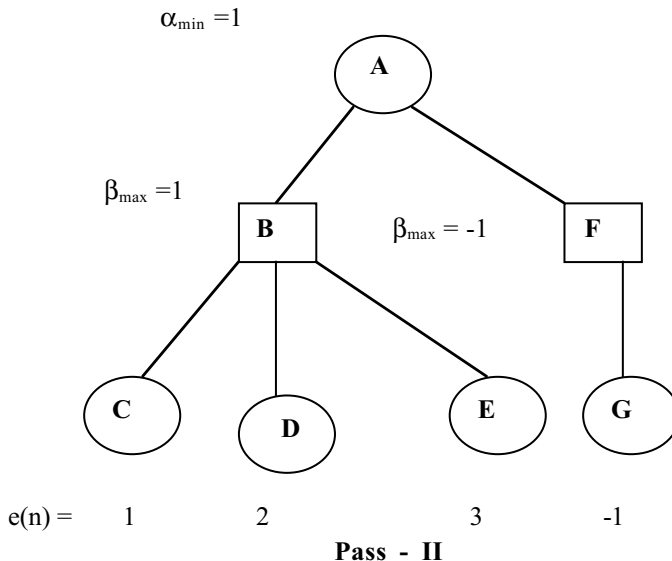 αmin =1
A
βmax =1
B
βmax = -1
F
C
D
E
G
e(n) = 1 2 3 -1
Pass - II